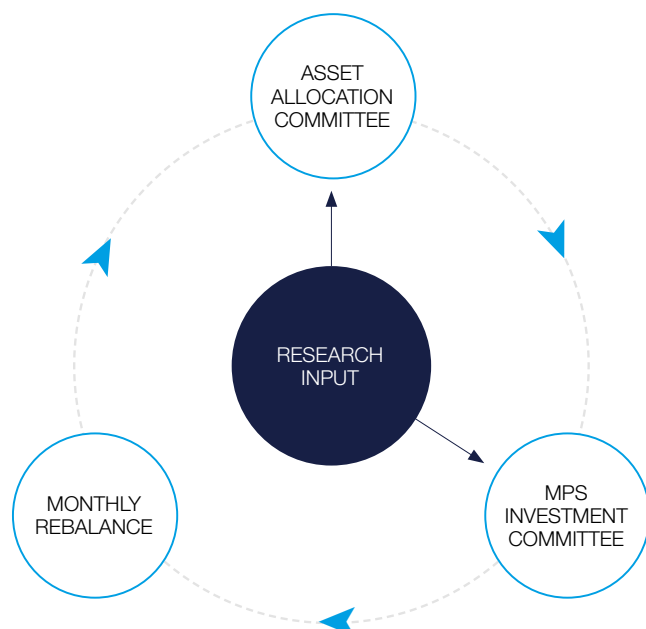 ASSET
ALLOCATION
COMMITTEE
RESEARCH
INPUT
MONTHLY
REBALANCE
MPS
INVESTMENT
COMMITTEE